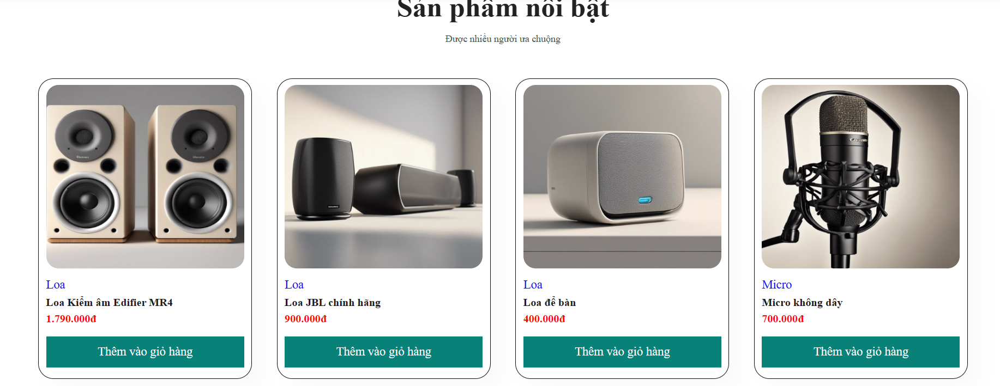 Sản phẩm nổi bật
Được nhiều người ưa chuộng
Loa
Loa Kiểm âm Edifier MR4
1.790.000đ
Thêm vào giỏ hàng
Loa
Loa JBL chính hãng
900.000đ
Thêm vào giỏ hàng
Loa
Loa để bàn
400.000đ
Thêm vào giỏ hàng
Micro
Micro không dây
700.000đ
Thêm vào giỏ hàng